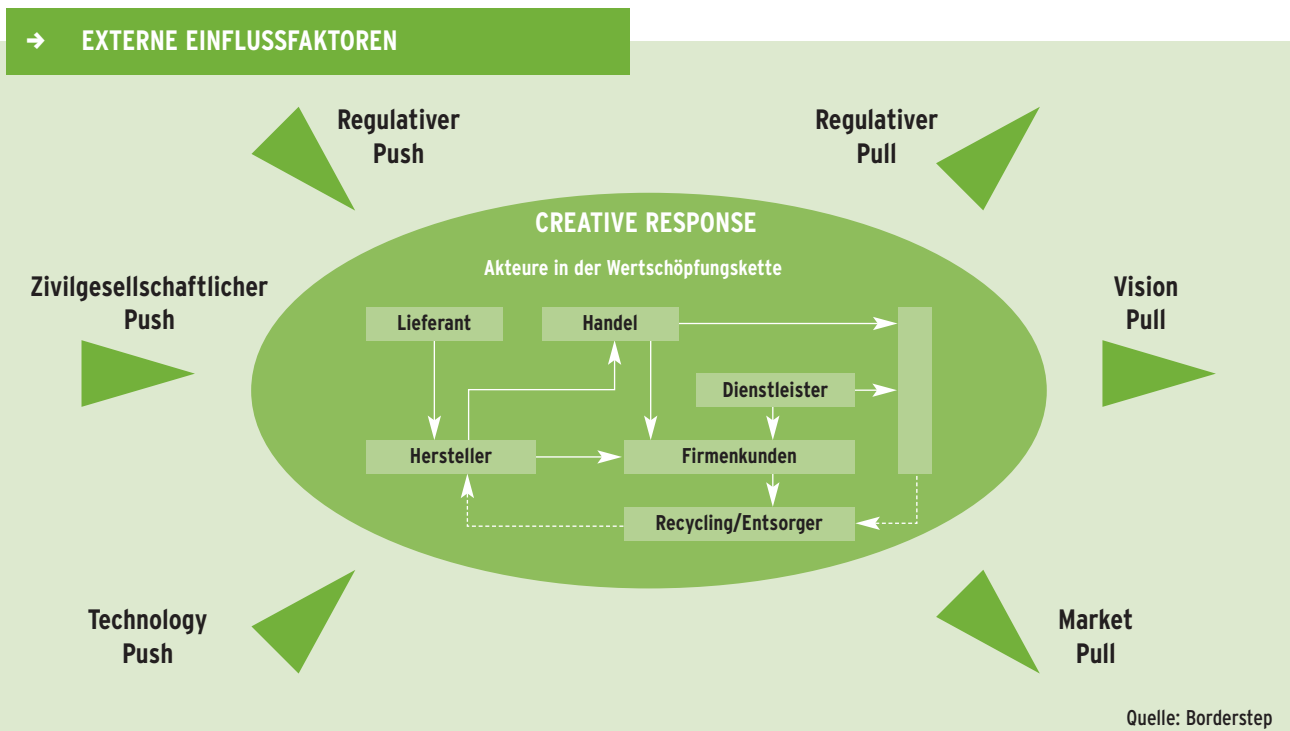 ➔ EXTERNE EINFLUSSFAKTOREN
Regulativer
Push
Regulativer
Pull
CREATIVE RESPONSE
Akteure in der Wertschöpfungskette
Zivilgesellschaftlicher
Push
Vision
Pull
Lieferant
Handel
Dienstleister
Hersteller
Firmenkunden
Recycling/Entsorger
Technology
Push
Market
Pull
Quelle: Borderstep